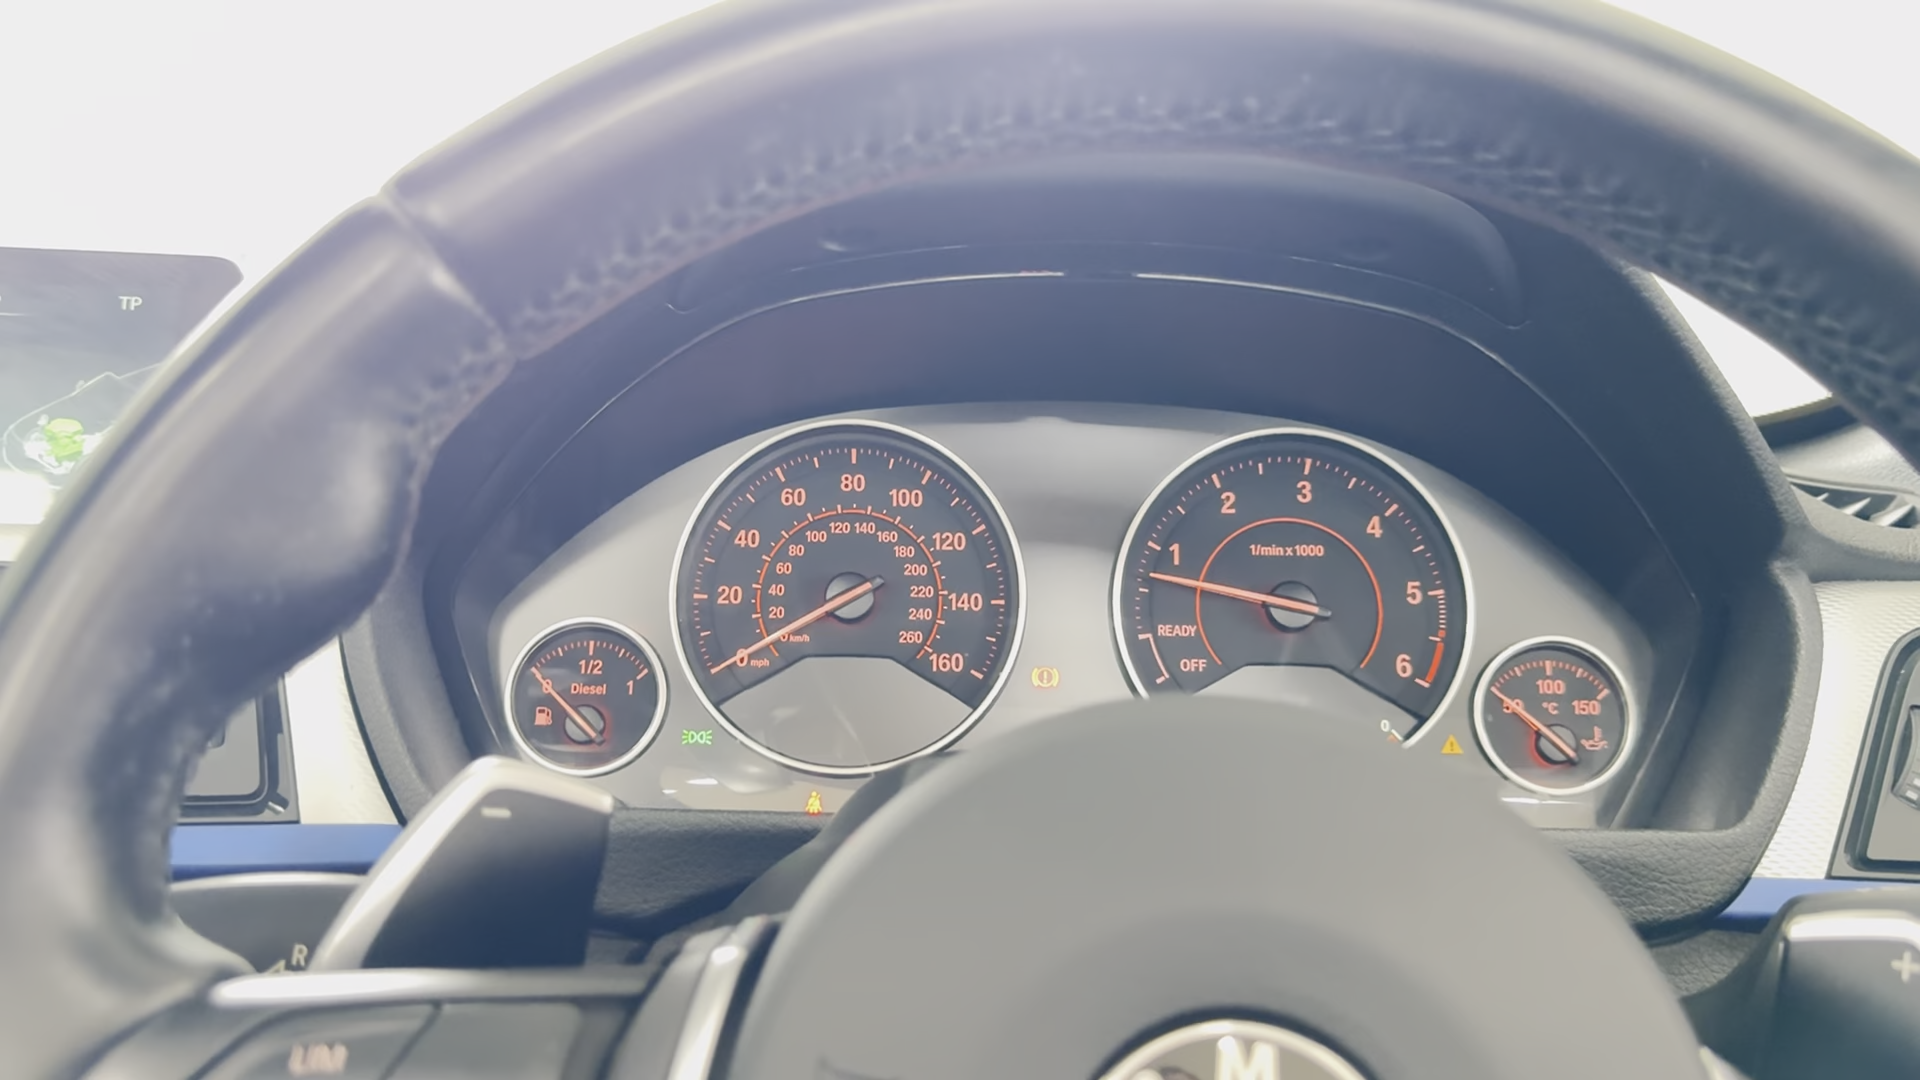 TP
60 80 100
40 120
20 140
0 mph 160
20 40 60 80 100 120 140 160 180 200 220 240 260
0 km/h
1 2 3 4 5 6
1/min x 1000
READY
OFF
0 1/2 1
Diesel
50 100 150
°C
0
−
+
R
LIM
M